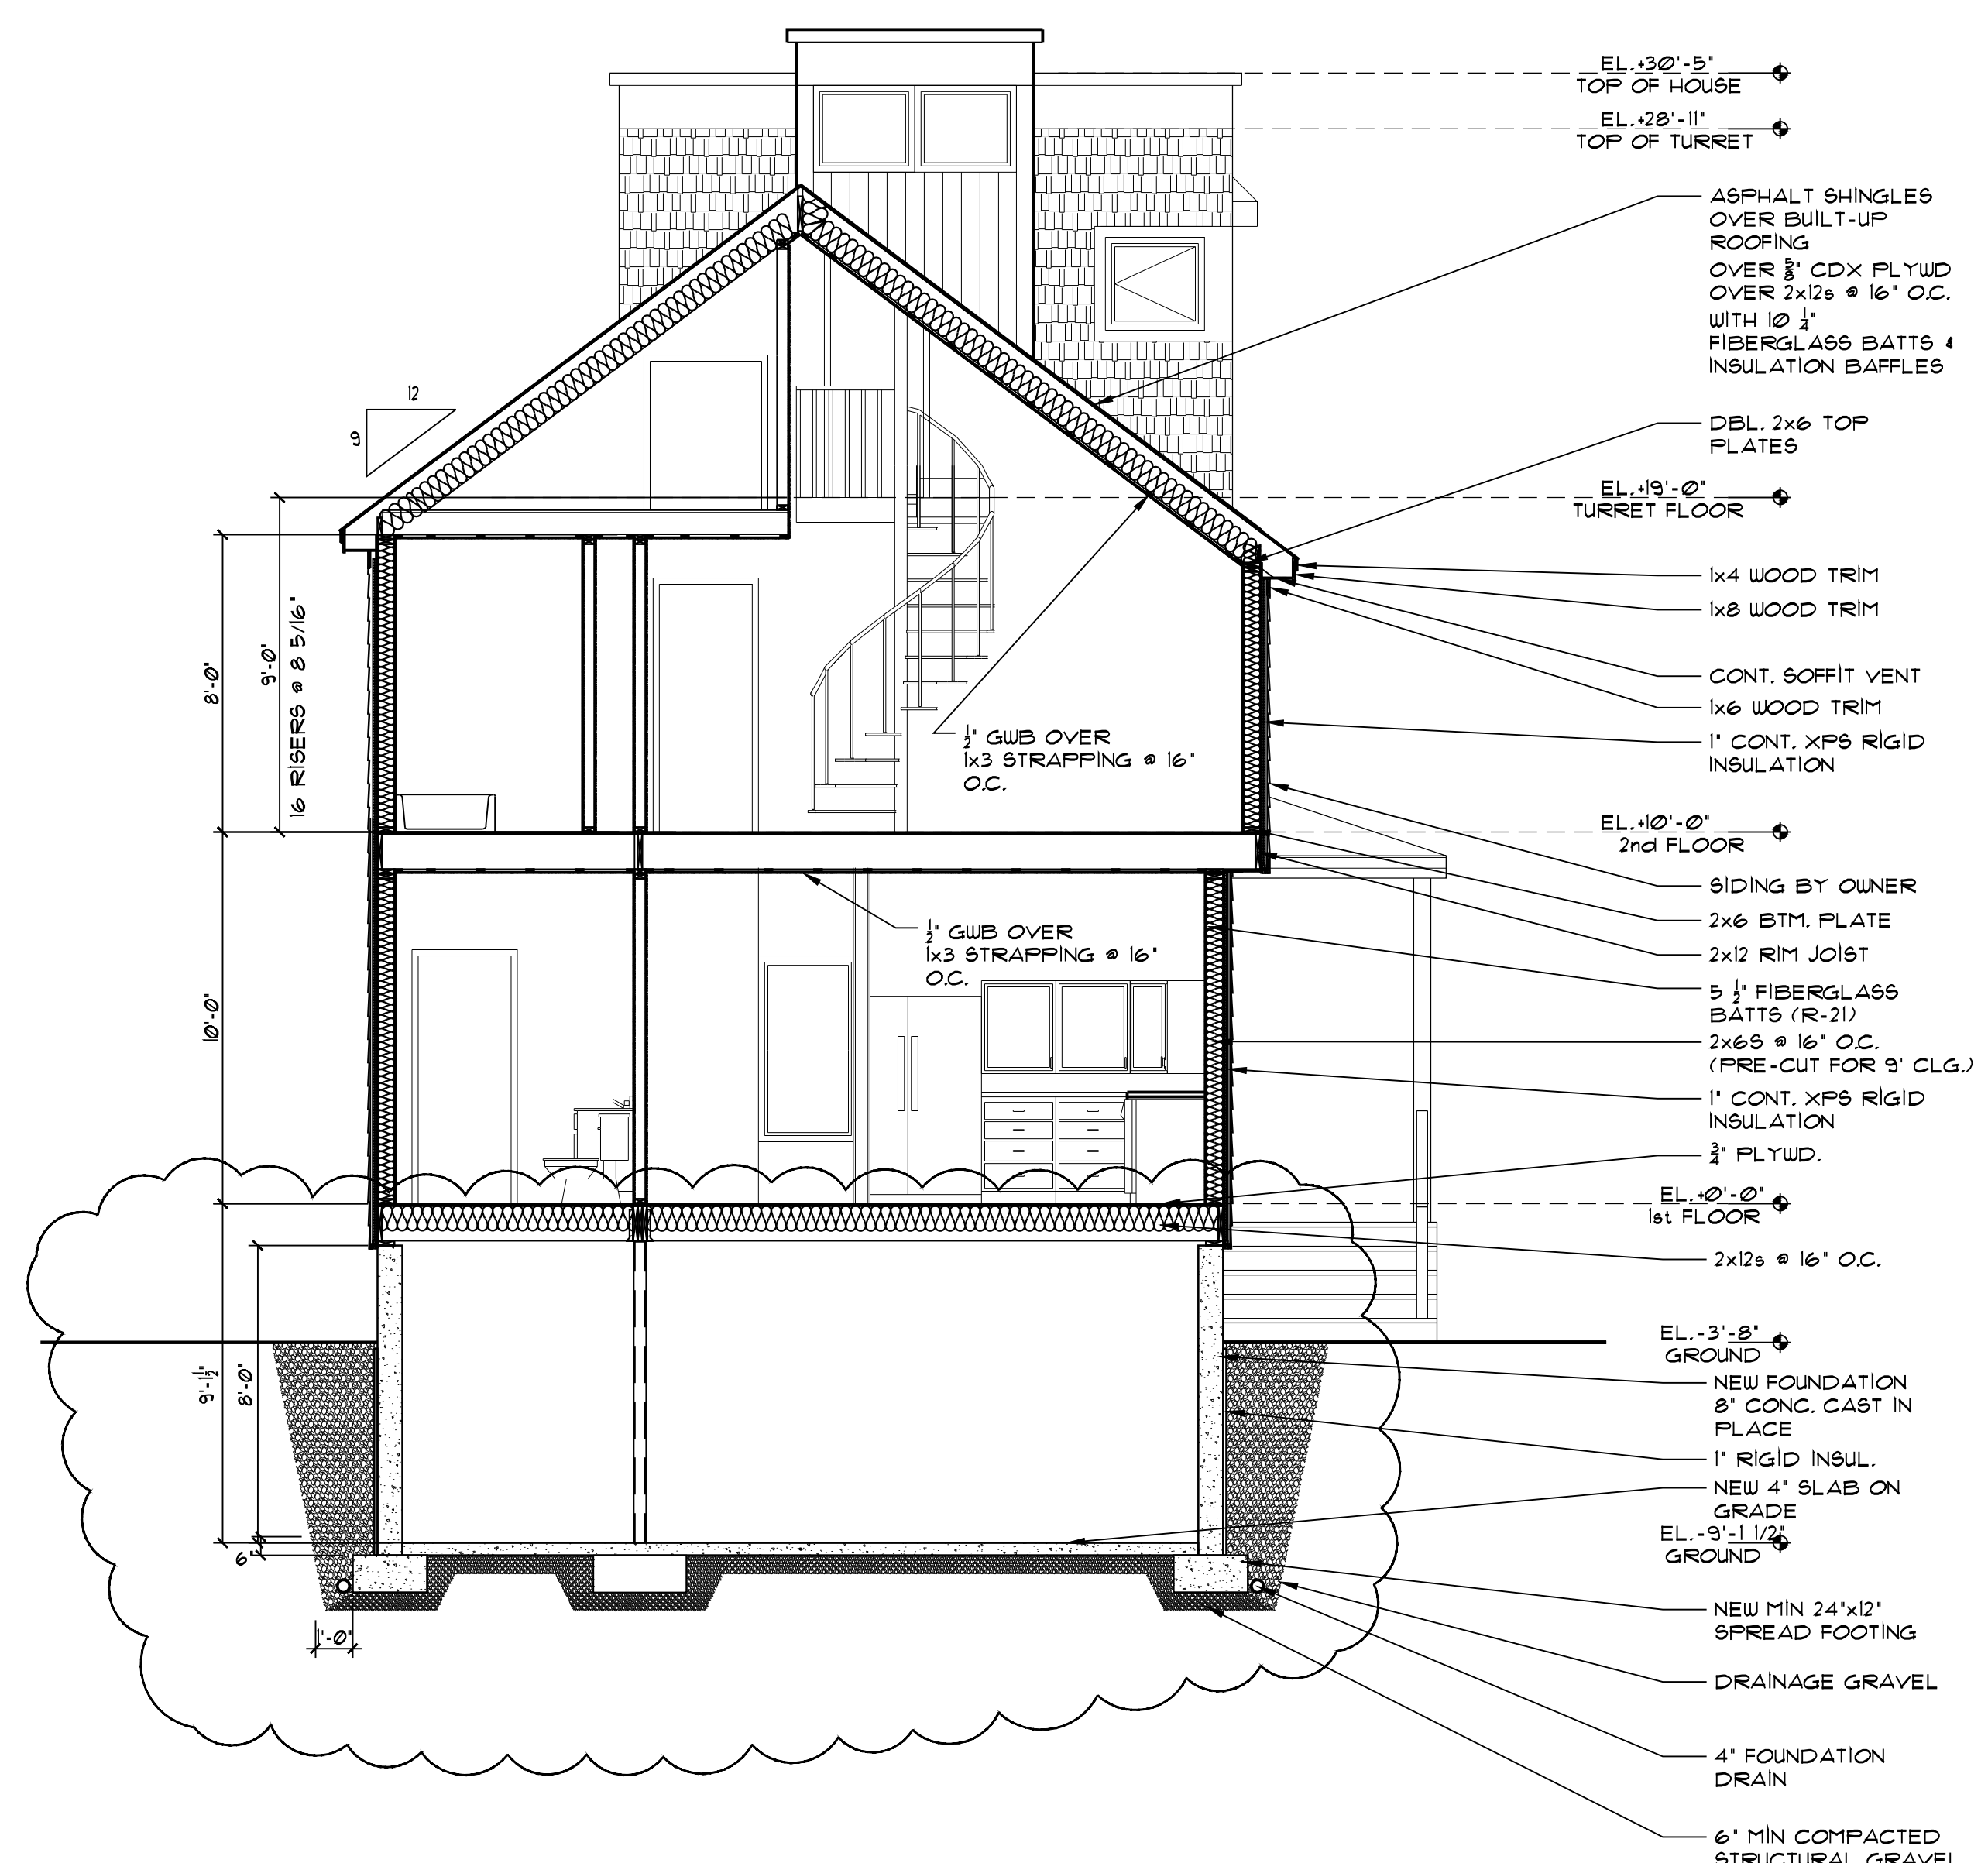 EL.+30'-5"
TOP OF HOUSE
EL.+28'-11"
TOP OF TURRET
ASPHALT SHINGLES
OVER BUILT-UP
ROOFING
OVER 5/8" CDX PLYWD
OVER 2x12s @ 16" O.C.
WITH 10 1/4"
FIBERGLASS BATTS &
INSULATION BAFFLES
12
9
DBL. 2x6 TOP
PLATES
EL.+19'-0"
TURRET FLOOR
1x4 WOOD TRIM
1x8 WOOD TRIM
CONT. SOFFIT VENT
1x6 WOOD TRIM
1" CONT. XPS RIGID
INSULATION
8'-0"
9'-0"
16 RISERS @ 8 5/16"
1/2" GWB OVER
1x3 STRAPPING @ 16"
O.C.
EL.+10'-0"
2nd FLOOR
SIDING BY OWNER
2x6 BTM. PLATE
2x12 RIM JOIST
1/2" GWB OVER
1x3 STRAPPING @ 16"
O.C.
5 1/2" FIBERGLASS
BATTS (R-21)
2x6S @ 16" O.C.
(PRE-CUT FOR 9' CLG.)
1" CONT. XPS RIGID
INSULATION
3/4" PLYWD.
10'-0"
EL.+0'-0"
1st FLOOR
2x12s @ 16" O.C.
EL.-3'-8"
GROUND
NEW FOUNDATION
8" CONC. CAST IN
PLACE
1" RIGID INSUL.
NEW 4" SLAB ON
GRADE
9'-1 1/2"
8'-0"
6"
EL.-9'-1 1/2"
GROUND
1'-0"
NEW MIN 24"x12"
SPREAD FOOTING
DRAINAGE GRAVEL
4" FOUNDATION
DRAIN
6" MIN COMPACTED
STRUCTURAL GRAVEL